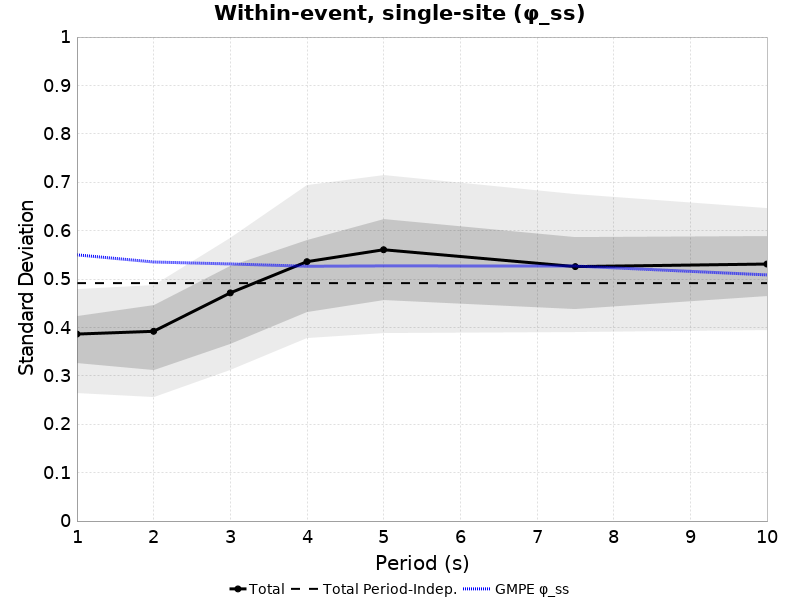 Within-event, single-site (φ_ss)
Standard Deviation
1
0.9
0.8
0.7
0.6
0.5
0.4
0.3
0.2
0.1
0
1 2 3 4 5 6 7 8 9 10
Period (s)
Total Total Period-Indep. GMPE φ_ss